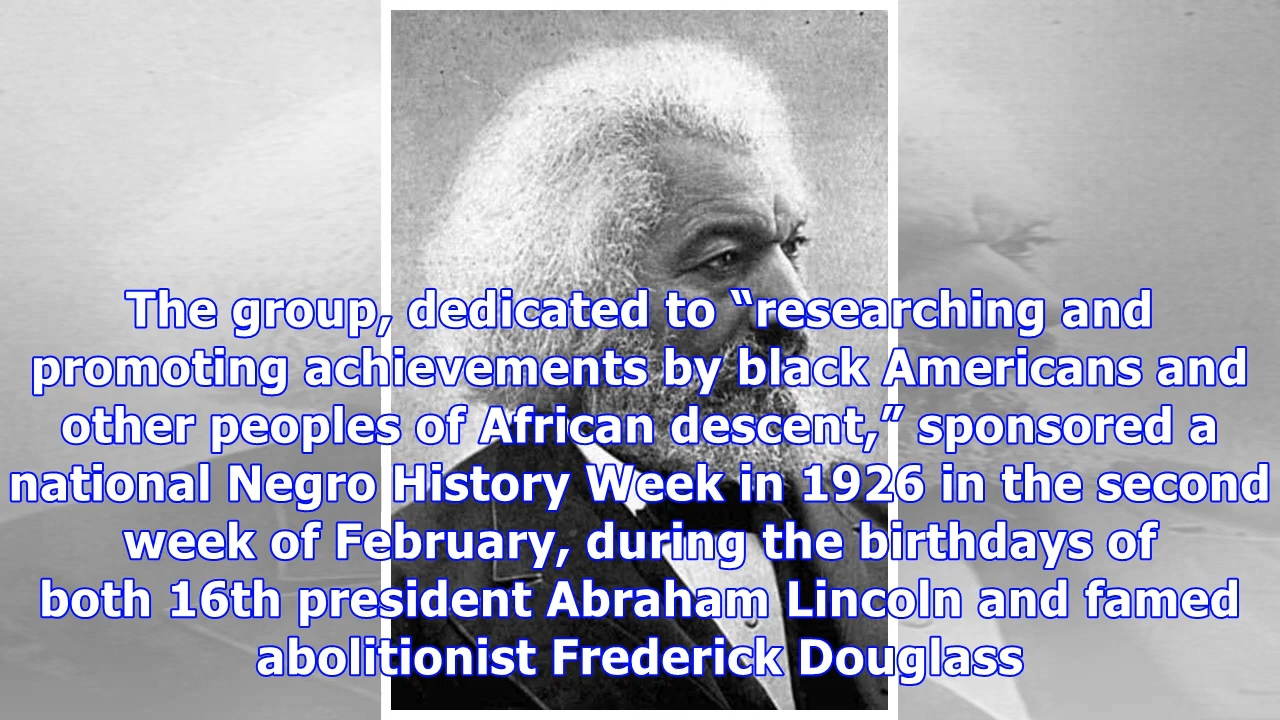 The group, dedicated to “researching and
promoting achievements by black Americans and
other peoples of African descent,” sponsored a
national Negro History Week in 1926 in the second
week of February, during the birthdays of
both 16th president Abraham Lincoln and famed
abolitionist Frederick Douglass